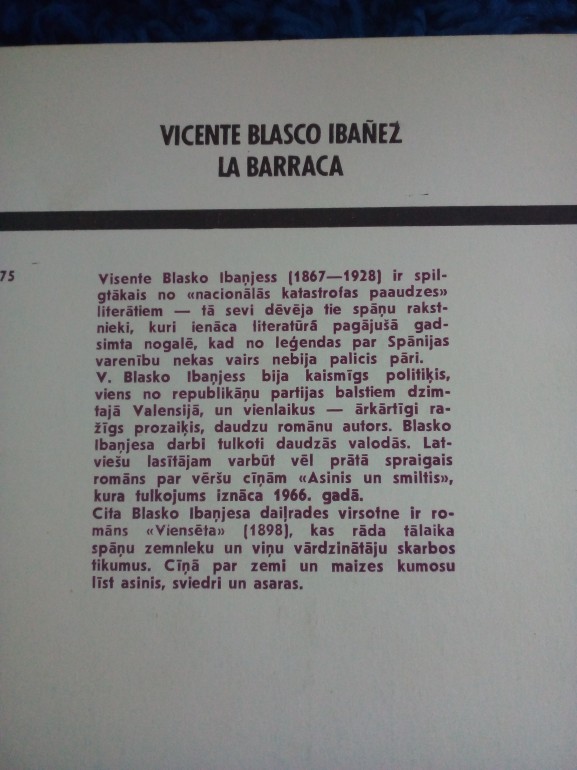 VICENTE BLASCO IBAÑEZ
LA BARRACA
75
Visente Blasko Ibaņjess (1867—1928) ir spil-
gtākais no «nacionālās katastrofas paaudzes»
literātiem — tā sevi dēvēja tie spāņu rakst-
nieki, kuri ienāca literatūrā pagājušā gad-
simta nogalē, kad no leģendas par Spānijas
varenību nekas vairs nebija palicis pāri.
V. Blasko Ibaņjess bija kaismīgs politiķis,
viens no republikāņu partijas balstiem dzim-
tajā Valensijā, un vienlaikus — ārkārtīgi ra-
žīgs prozaiķis, daudzu romānu autors. Blasko
Ibaņjesa darbi tulkoti daudzās valodās. Lat-
viešu lasītājam varbūt vēl prātā spraigais
romāns par vēršu cīņām «Asinis un smiltis»,
kura tulkojums iznāca 1966. gadā.
Cita Blasko Ibaņjesa daiļrades virsotne ir ro-
māns «Viensēta» (1898), kas rāda tālaika
spāņu zemnieku un viņu vārdzinātāju skarbos
tikumus. Cīņā par zemi un maizes kumosu
līst asinis, sviedri un asaras.